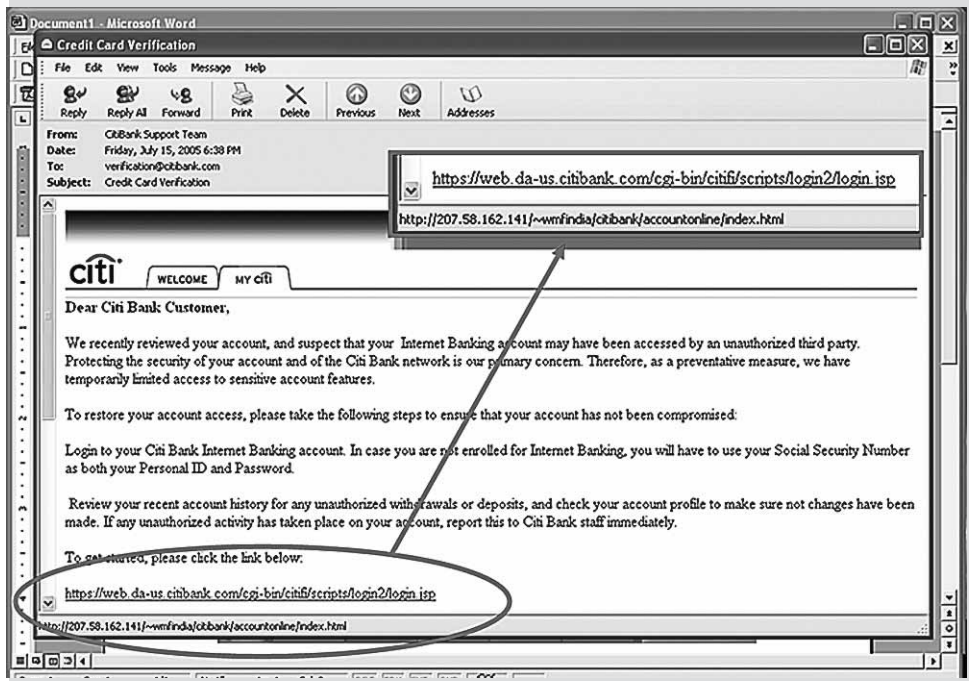 Document1 - Microsoft Word
Credit Card Verification
File Edit View Tools Message Help
Reply Reply All Forward Print Delete Previous Next Addresses
From: CitiBank Support Team
Date: Friday, July 15, 2005 6:38 PM
To: verification@citibank.com
Subject: Credit Card Verification
https://web.da-us.citibank.com/cgi-bin/citifi/scripts/login2/login.jsp
http://207.58.162.141/~wmfindia/citibank/accountonline/index.html
citi WELCOME MY citi
Dear Citi Bank Customer,
We recently reviewed your account, and suspect that your Internet Banking account may have been accessed by an unauthorized third party.
Protecting the security of your account and of the Citi Bank network is our primary concern. Therefore, as a preventative measure, we have
temporarily limited access to sensitive account features.
To restore your account access, please take the following steps to ensure that your account has not been compromised:
Login to your Citi Bank Internet Banking account. In case you are not enrolled for Internet Banking, you will have to use your Social Security Number
as both your Personal ID and Password.
Review your recent account history for any unauthorized withdrawals or deposits, and check your account profile to make sure not changes have been
made. If any unauthorized activity has taken place on your account, report this to Citi Bank staff immediately.
To get started, please click the link below:
https://web.da-us.citibank.com/cgi-bin/citifi/scripts/login2/login.jsp
http://207.58.162.141/~wmfindia/citibank/accountonline/index.html